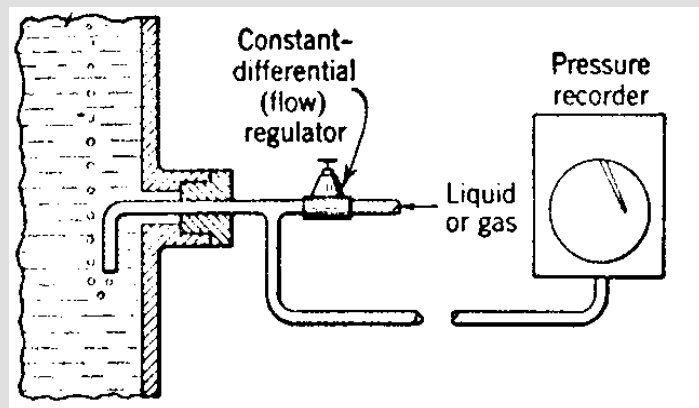 Constant-
differential
(flow)
regulator
Pressure
recorder
Liquid
or gas